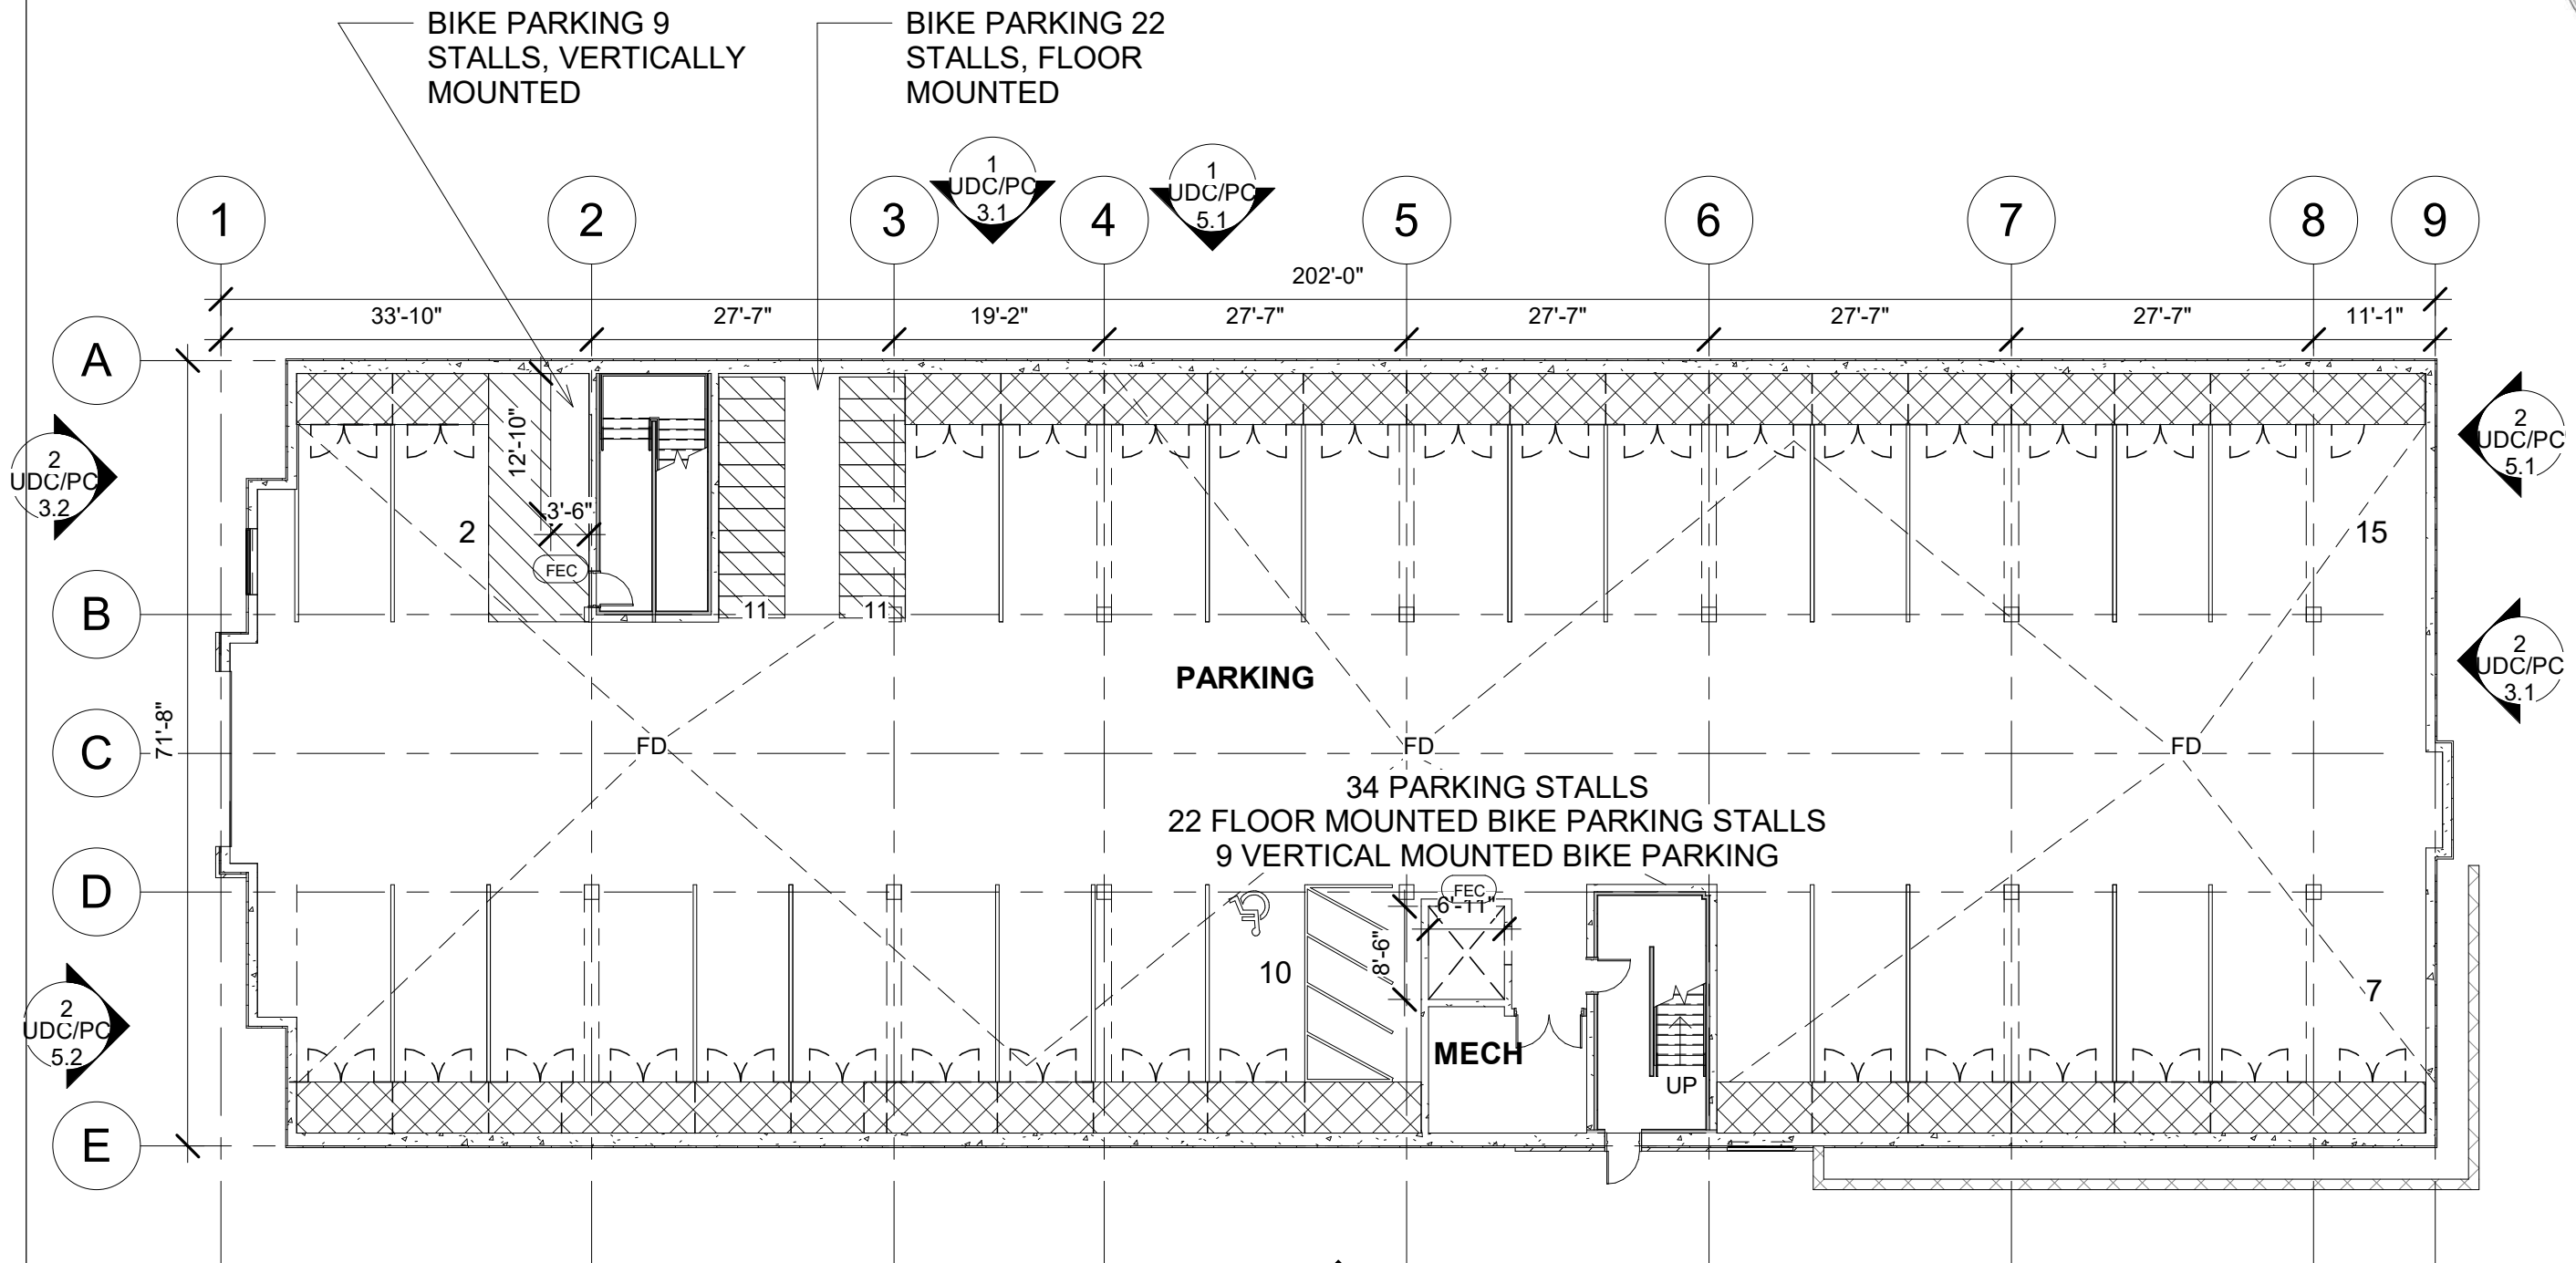 BIKE PARKING 9
STALLS, VERTICALLY
MOUNTED
BIKE PARKING 22
STALLS, FLOOR
MOUNTED
1
UDC/PC
3.1
1
UDC/PC
5.1
1
2
3
4
5
6
7
8
9
202'-0"
33'-10"
27'-7"
19'-2"
27'-7"
27'-7"
27'-7"
27'-7"
11'-1"
A
B
C
D
E
71'-8"
2
UDC/PC
3.2
2
UDC/PC
5.1
12'-10"
3'-6"
2
FEC
15
11
11
2
UDC/PC
3.1
PARKING
FD
FD
FD
34 PARKING STALLS
22 FLOOR MOUNTED BIKE PARKING STALLS
9 VERTICAL MOUNTED BIKE PARKING
FEC
6'-11"
8'-6"
10
7
2
UDC/PC
5.2
MECH
UP